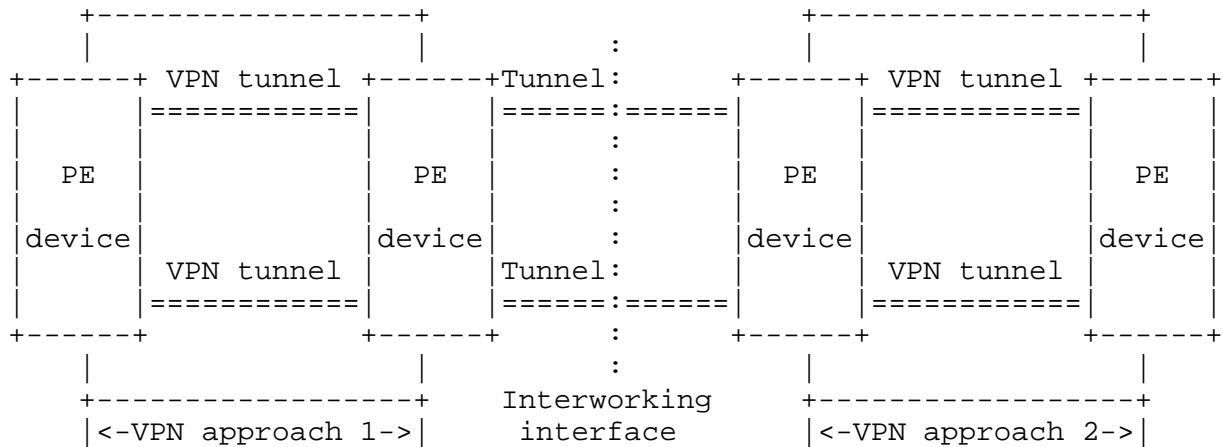 VPN tunnel Tunnel: VPN tunnel
PE PE PE PE
device device device device
VPN tunnel Tunnel: VPN tunnel
Interworking
|<-VPN approach 1->| interface |<-VPN approach 2->|